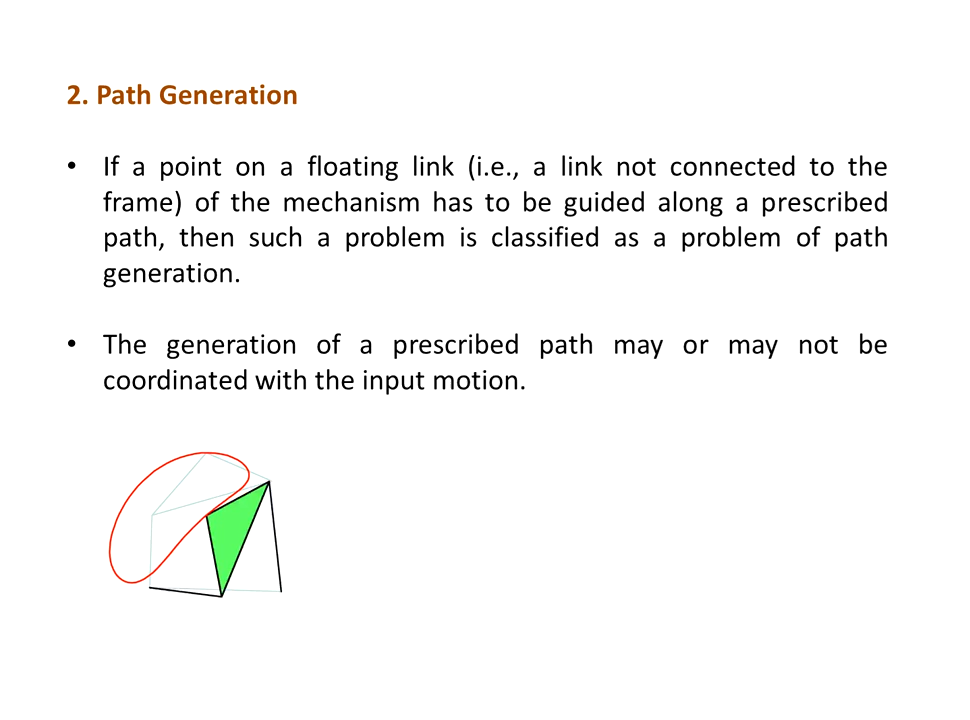 2. Path Generation
• If a point on a floating link (i.e., a link not connected to the
frame) of the mechanism has to be guided along a prescribed
path, then such a problem is classified as a problem of path
generation.
• The generation of a prescribed path may or may not be
coordinated with the input motion.